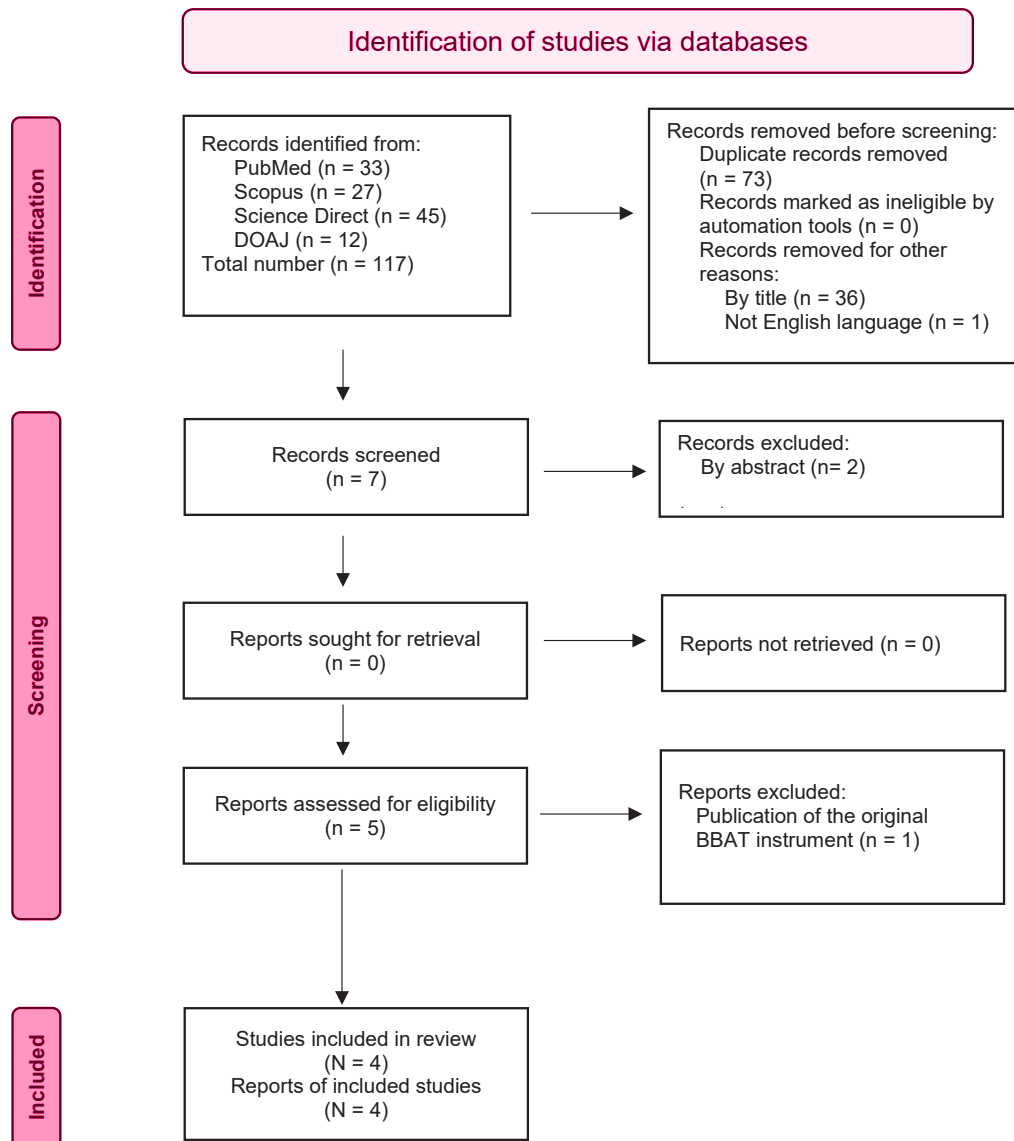 Identification of studies via databases
Identification
Records identified from:
PubMed (n = 33)
Scopus (n = 27)
Science Direct (n = 45)
DOAJ (n = 12)
Total number (n = 117)
Records removed before screening:
Duplicate records removed
(n = 73)
Records marked as ineligible by
automation tools (n = 0)
Records removed for other
reasons:
By title (n = 36)
Not English language (n = 1)
Screening
Records screened
(n = 7)
Records excluded:
By abstract (n= 2)
Reports sought for retrieval
(n = 0)
Reports not retrieved (n = 0)
Reports assessed for eligibility
(n = 5)
Reports excluded:
Publication of the original
BBAT instrument (n = 1)
Included
Studies included in review
(N = 4)
Reports of included studies
(N = 4)